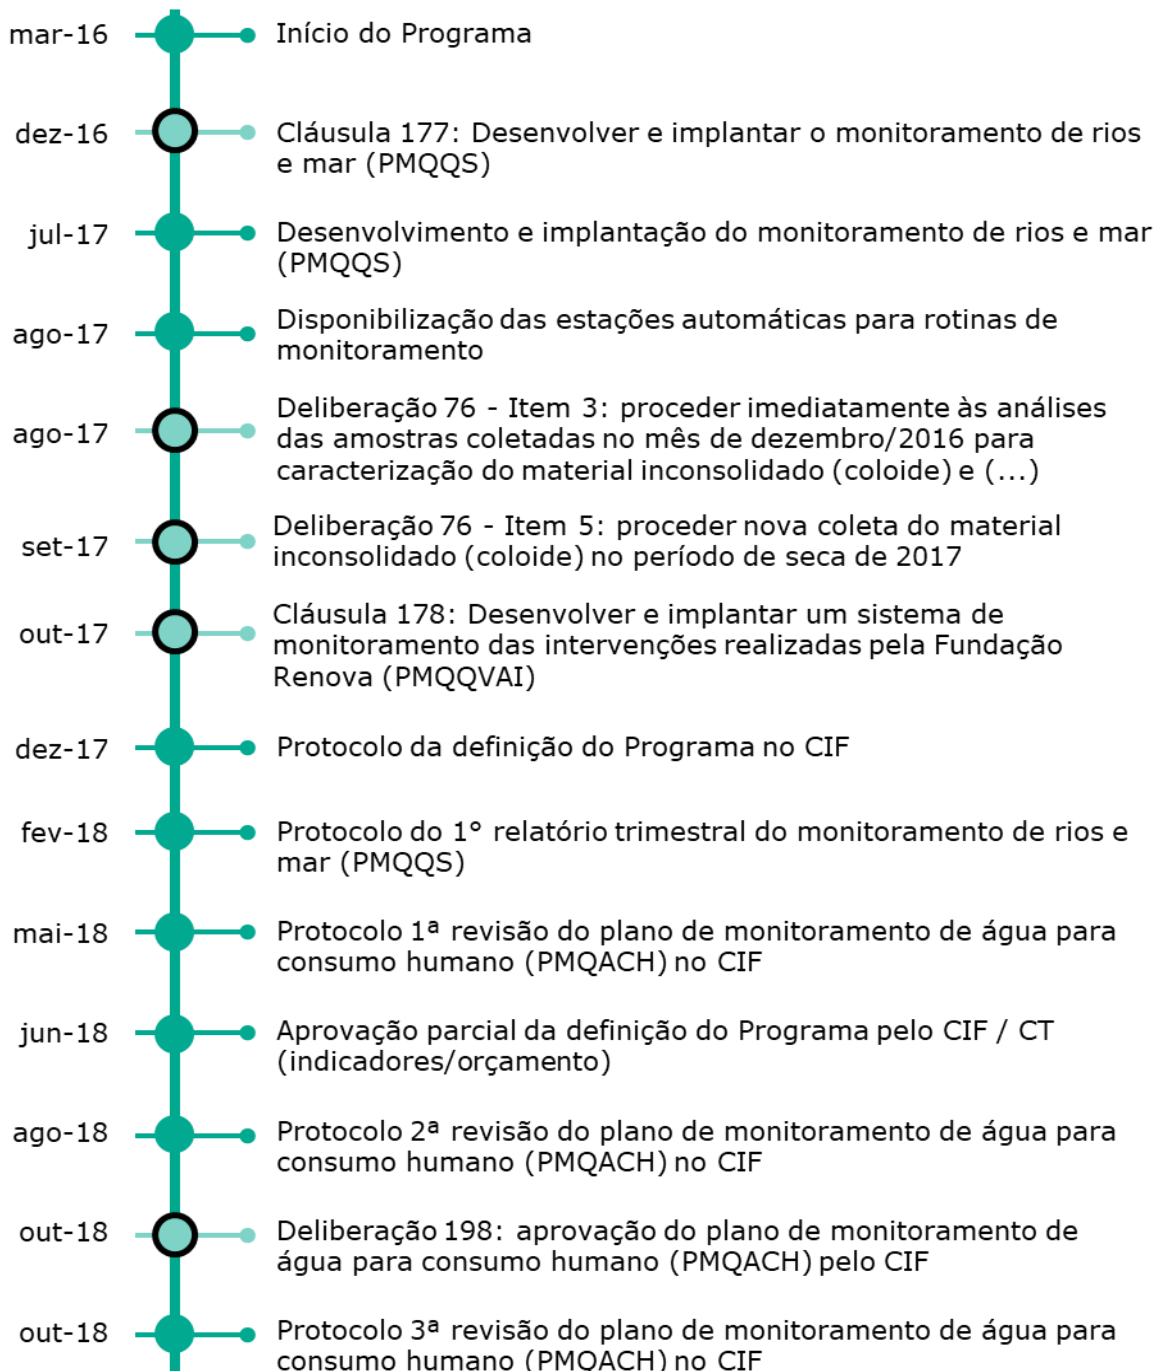 mar-16 Início do Programa
dez-16 Cláusula 177: Desenvolver e implantar o monitoramento de rios
e mar (PMQQS)
jul-17 Desenvolvimento e implantação do monitoramento de rios e mar
(PMQQS)
ago-17 Disponibilização das estações automáticas para rotinas de
monitoramento
ago-17 Deliberação 76 - Item 3: proceder imediatamente às análises
das amostras coletadas no mês de dezembro/2016 para
caracterização do material inconsolidado (coloide) e (...)
set-17 Deliberação 76 - Item 5: proceder nova coleta do material
inconsolidado (coloide) no período de seca de 2017
out-17 Cláusula 178: Desenvolver e implantar um sistema de
monitoramento das intervenções realizadas pela Fundação
Renova (PMQQVAI)
dez-17 Protocolo da definição do Programa no CIF
fev-18 Protocolo do 1° relatório trimestral do monitoramento de rios e
mar (PMQQS)
mai-18 Protocolo 1ª revisão do plano de monitoramento de água para
consumo humano (PMQACH) no CIF
jun-18 Aprovação parcial da definição do Programa pelo CIF / CT
(indicadores/orçamento)
ago-18 Protocolo 2ª revisão do plano de monitoramento de água para
consumo humano (PMQACH) no CIF
out-18 Deliberação 198: aprovação do plano de monitoramento de
água para consumo humano (PMQACH) pelo CIF
out-18 Protocolo 3ª revisão do plano de monitoramento de água para
consumo humano (PMQACH) no CIF